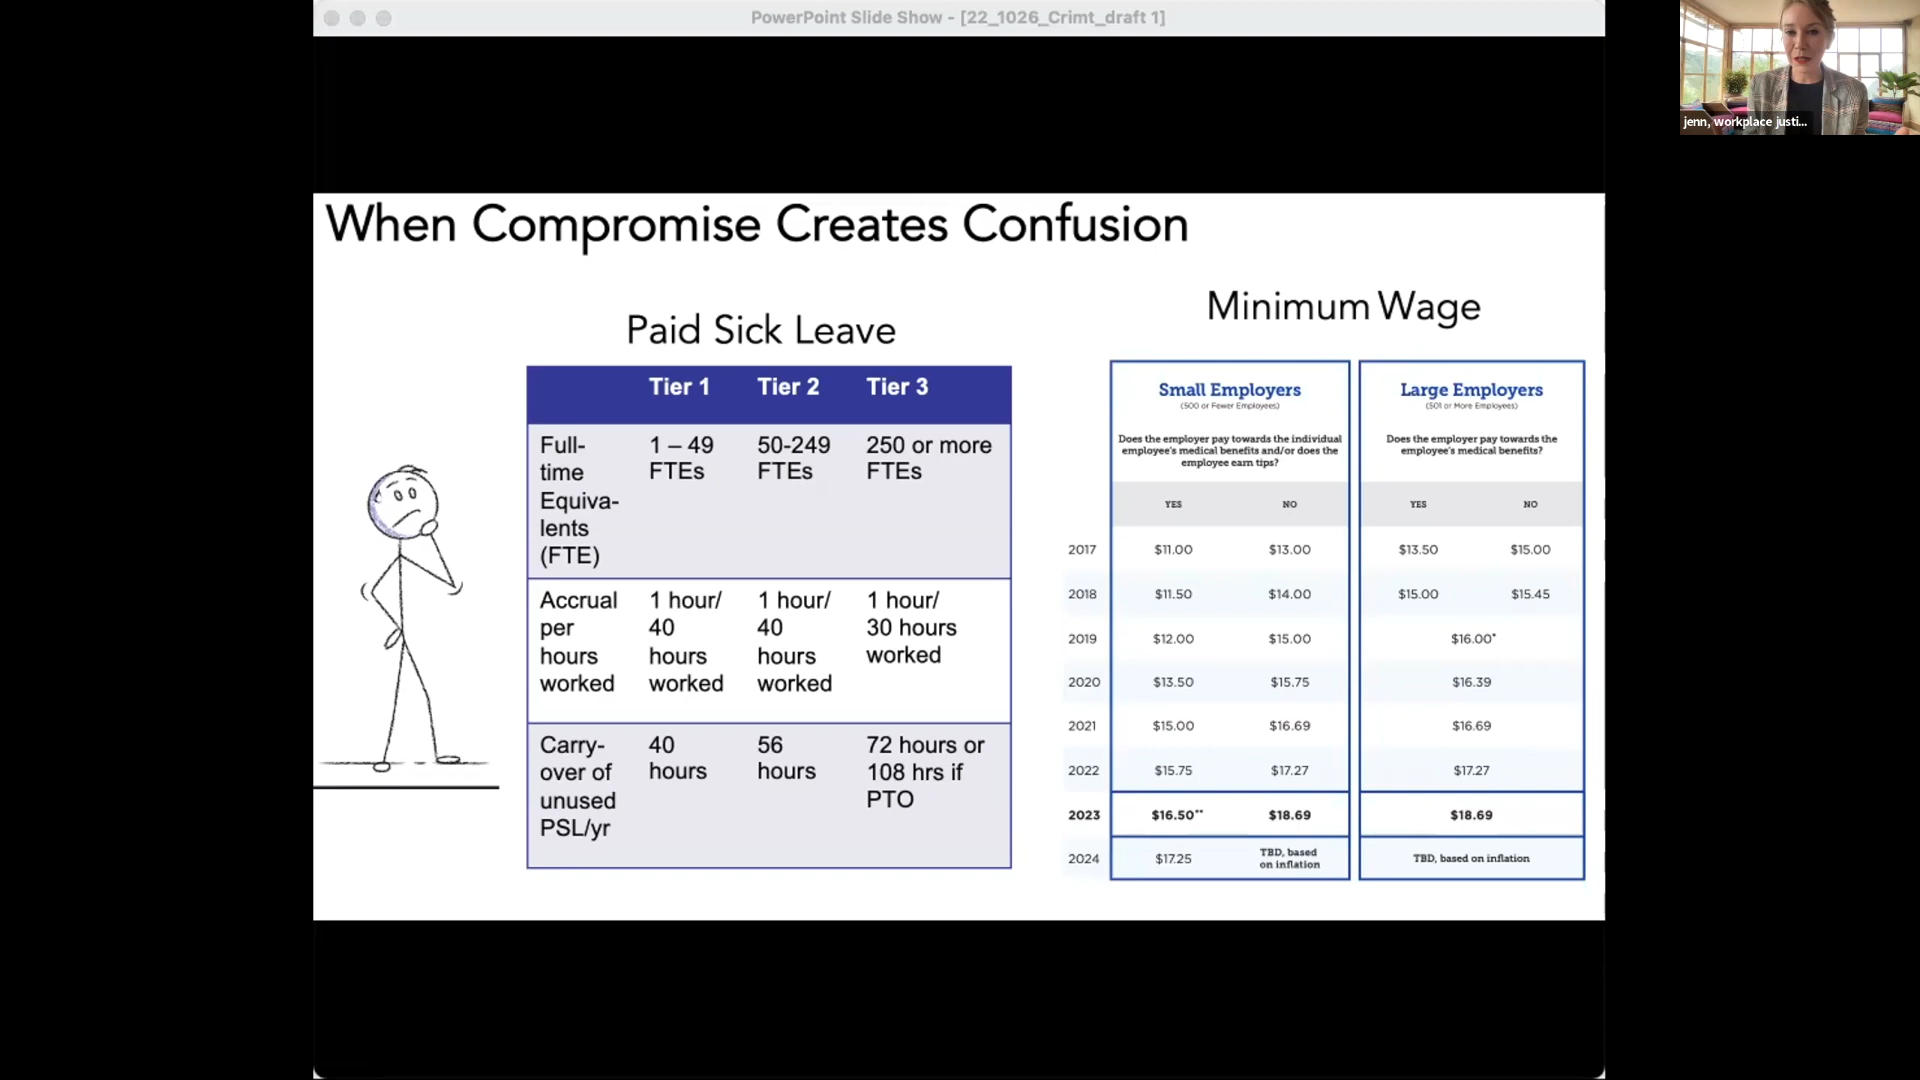 PowerPoint Slide Show - [22_1026_Crimt_draft 1]
jenn, workplace justi...
When Compromise Creates Confusion
Paid Sick Leave
Tier 1 Tier 2 Tier 3
Full-
time
Equiva-
lents
(FTE)
1 – 49
FTEs
50-249
FTEs
250 or more
FTEs
Accrual
per
hours
worked
1 hour/
40
hours
worked
1 hour/
40
hours
worked
1 hour/
30 hours
worked
Carry-
over of
unused
PSL/yr
40
hours
56
hours
72 hours or
108 hrs if
PTO
Minimum Wage
Small Employers
(500 or Fewer Employees)
Does the employer pay towards the individual
employee's medical benefits and/or does the
employee earn tips?
YES NO
Large Employers
(501 or More Employees)
Does the employer pay towards the
employee's medical benefits?
YES NO
2017 $11.00 $13.00 $13.50 $15.00
2018 $11.50 $14.00 $15.00 $15.45
2019 $12.00 $15.00 $16.00*
2020 $13.50 $15.75 $16.39
2021 $15.00 $16.69 $16.69
2022 $15.75 $17.27 $17.27
2023 $16.50** $18.69 $18.69
2024 $17.25 TBD, based
on inflation
TBD, based on inflation